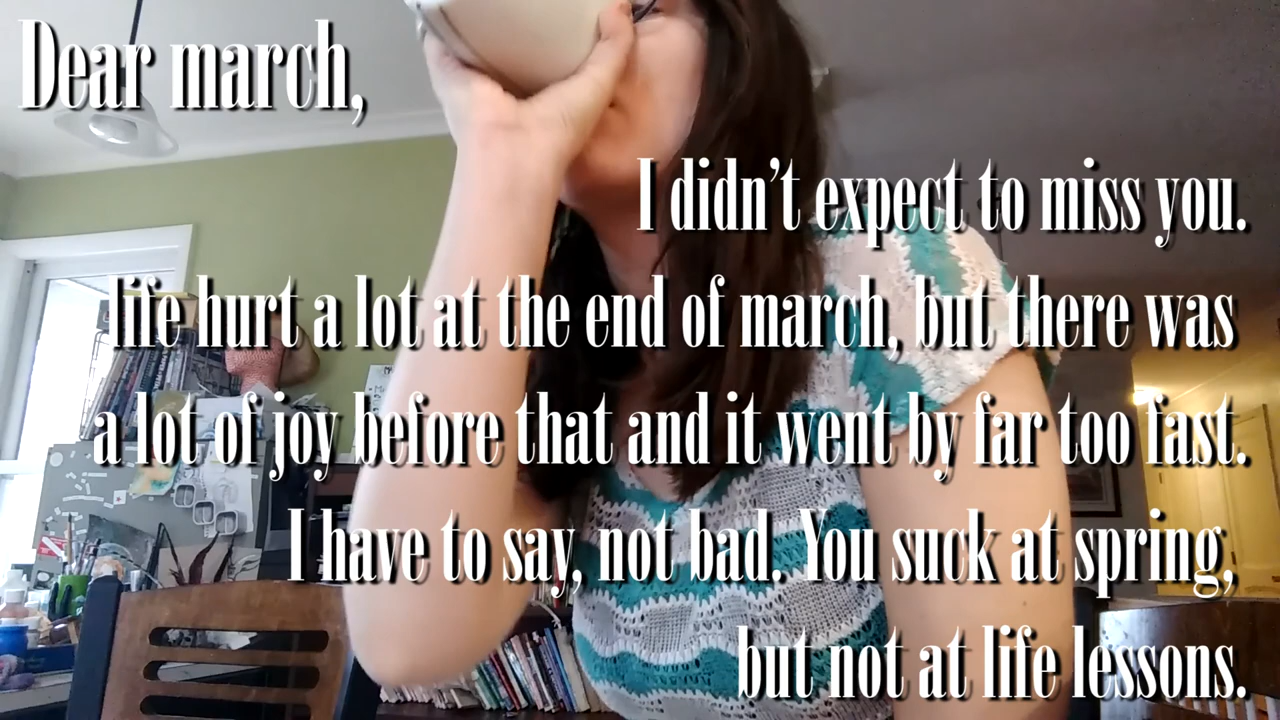 Dear march,
I didn't expect to miss you.
life hurt a lot at the end of march, but there was
a lot of joy before that and it went by far too fast.
I have to say, not bad. You suck at spring,
but not at life lessons.